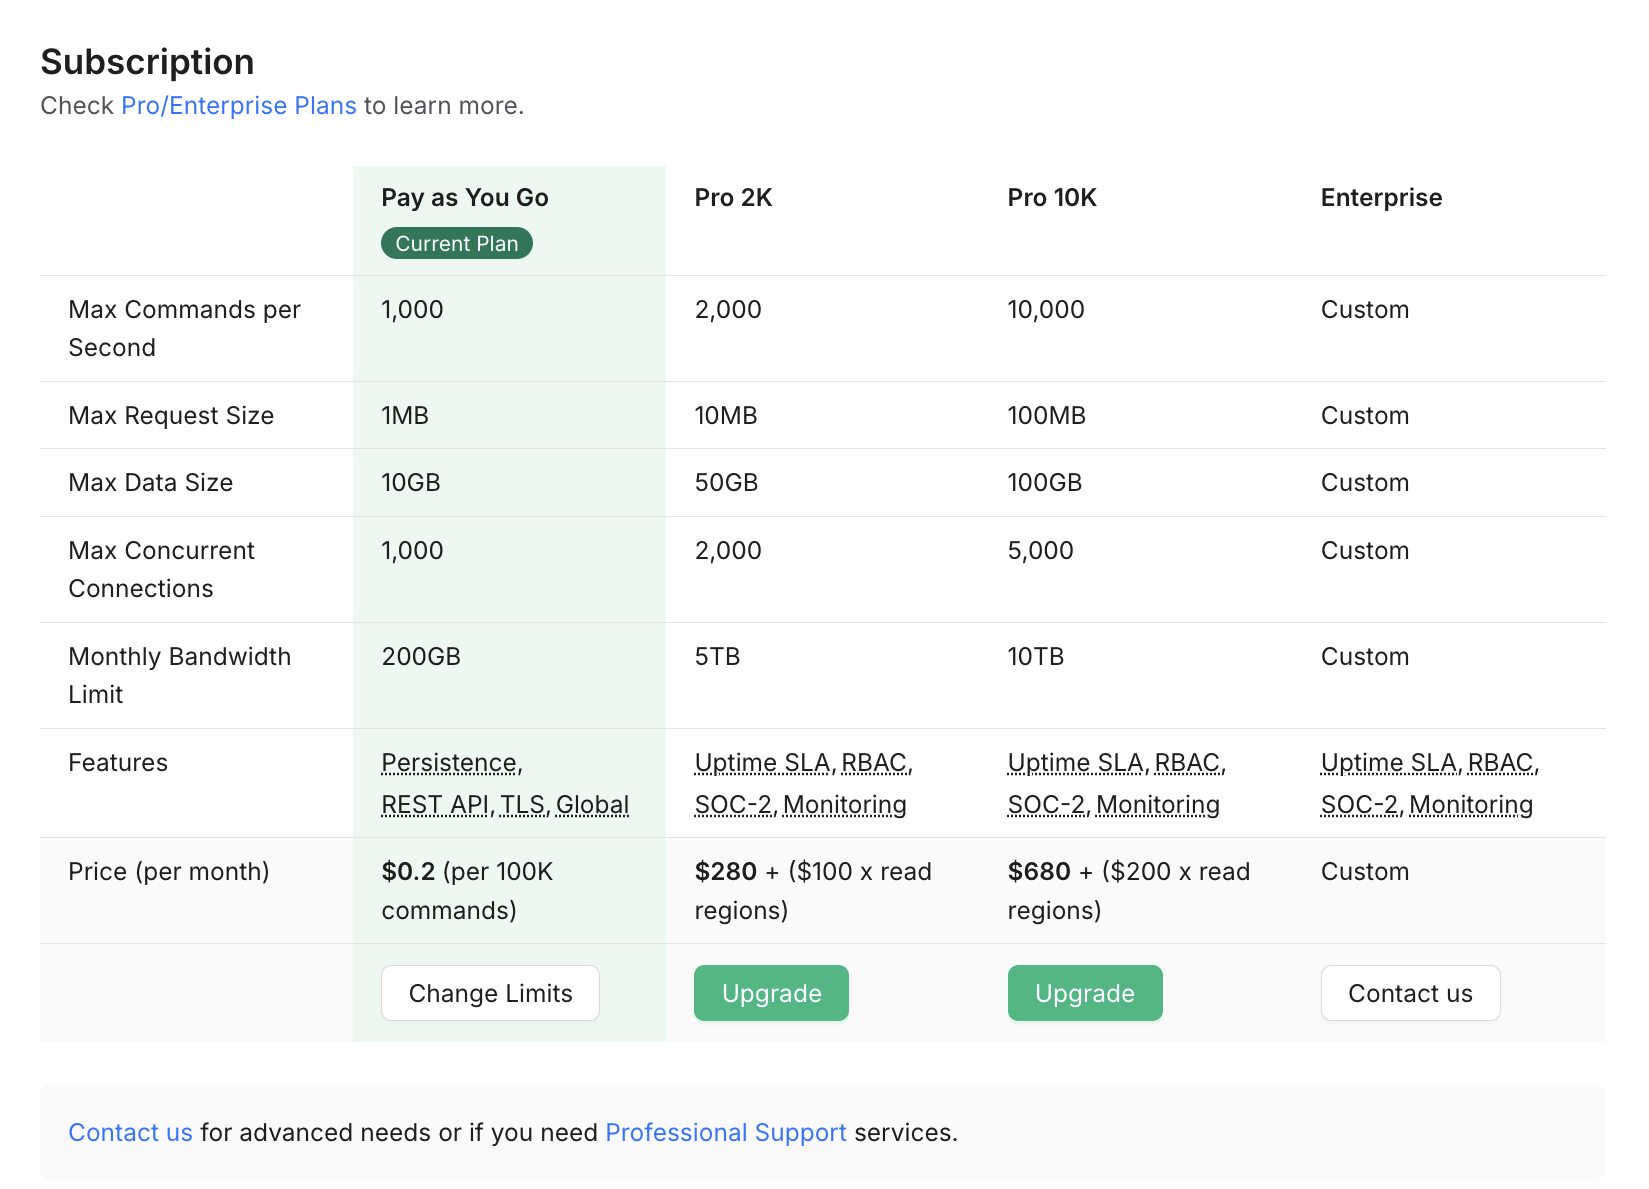 Subscription
Check Pro/Enterprise Plans to learn more.
Pay as You Go
Current Plan
Pro 2K
Pro 10K
Enterprise
Max Commands per
Second
1,000
2,000
10,000
Custom
Max Request Size
1MB
10MB
100MB
Custom
Max Data Size
10GB
50GB
100GB
Custom
Max Concurrent
Connections
1,000
2,000
5,000
Custom
Monthly Bandwidth
Limit
200GB
5TB
10TB
Custom
Features
Persistence,
REST API, TLS, Global
Uptime SLA, RBAC,
SOC-2, Monitoring
Uptime SLA, RBAC,
SOC-2, Monitoring
Uptime SLA, RBAC,
SOC-2, Monitoring
Price (per month)
$0.2 (per 100K
commands)
$280 + ($100 x read
regions)
$680 + ($200 x read
regions)
Custom
Change Limits
Upgrade
Upgrade
Contact us
Contact us for advanced needs or if you need Professional Support services.